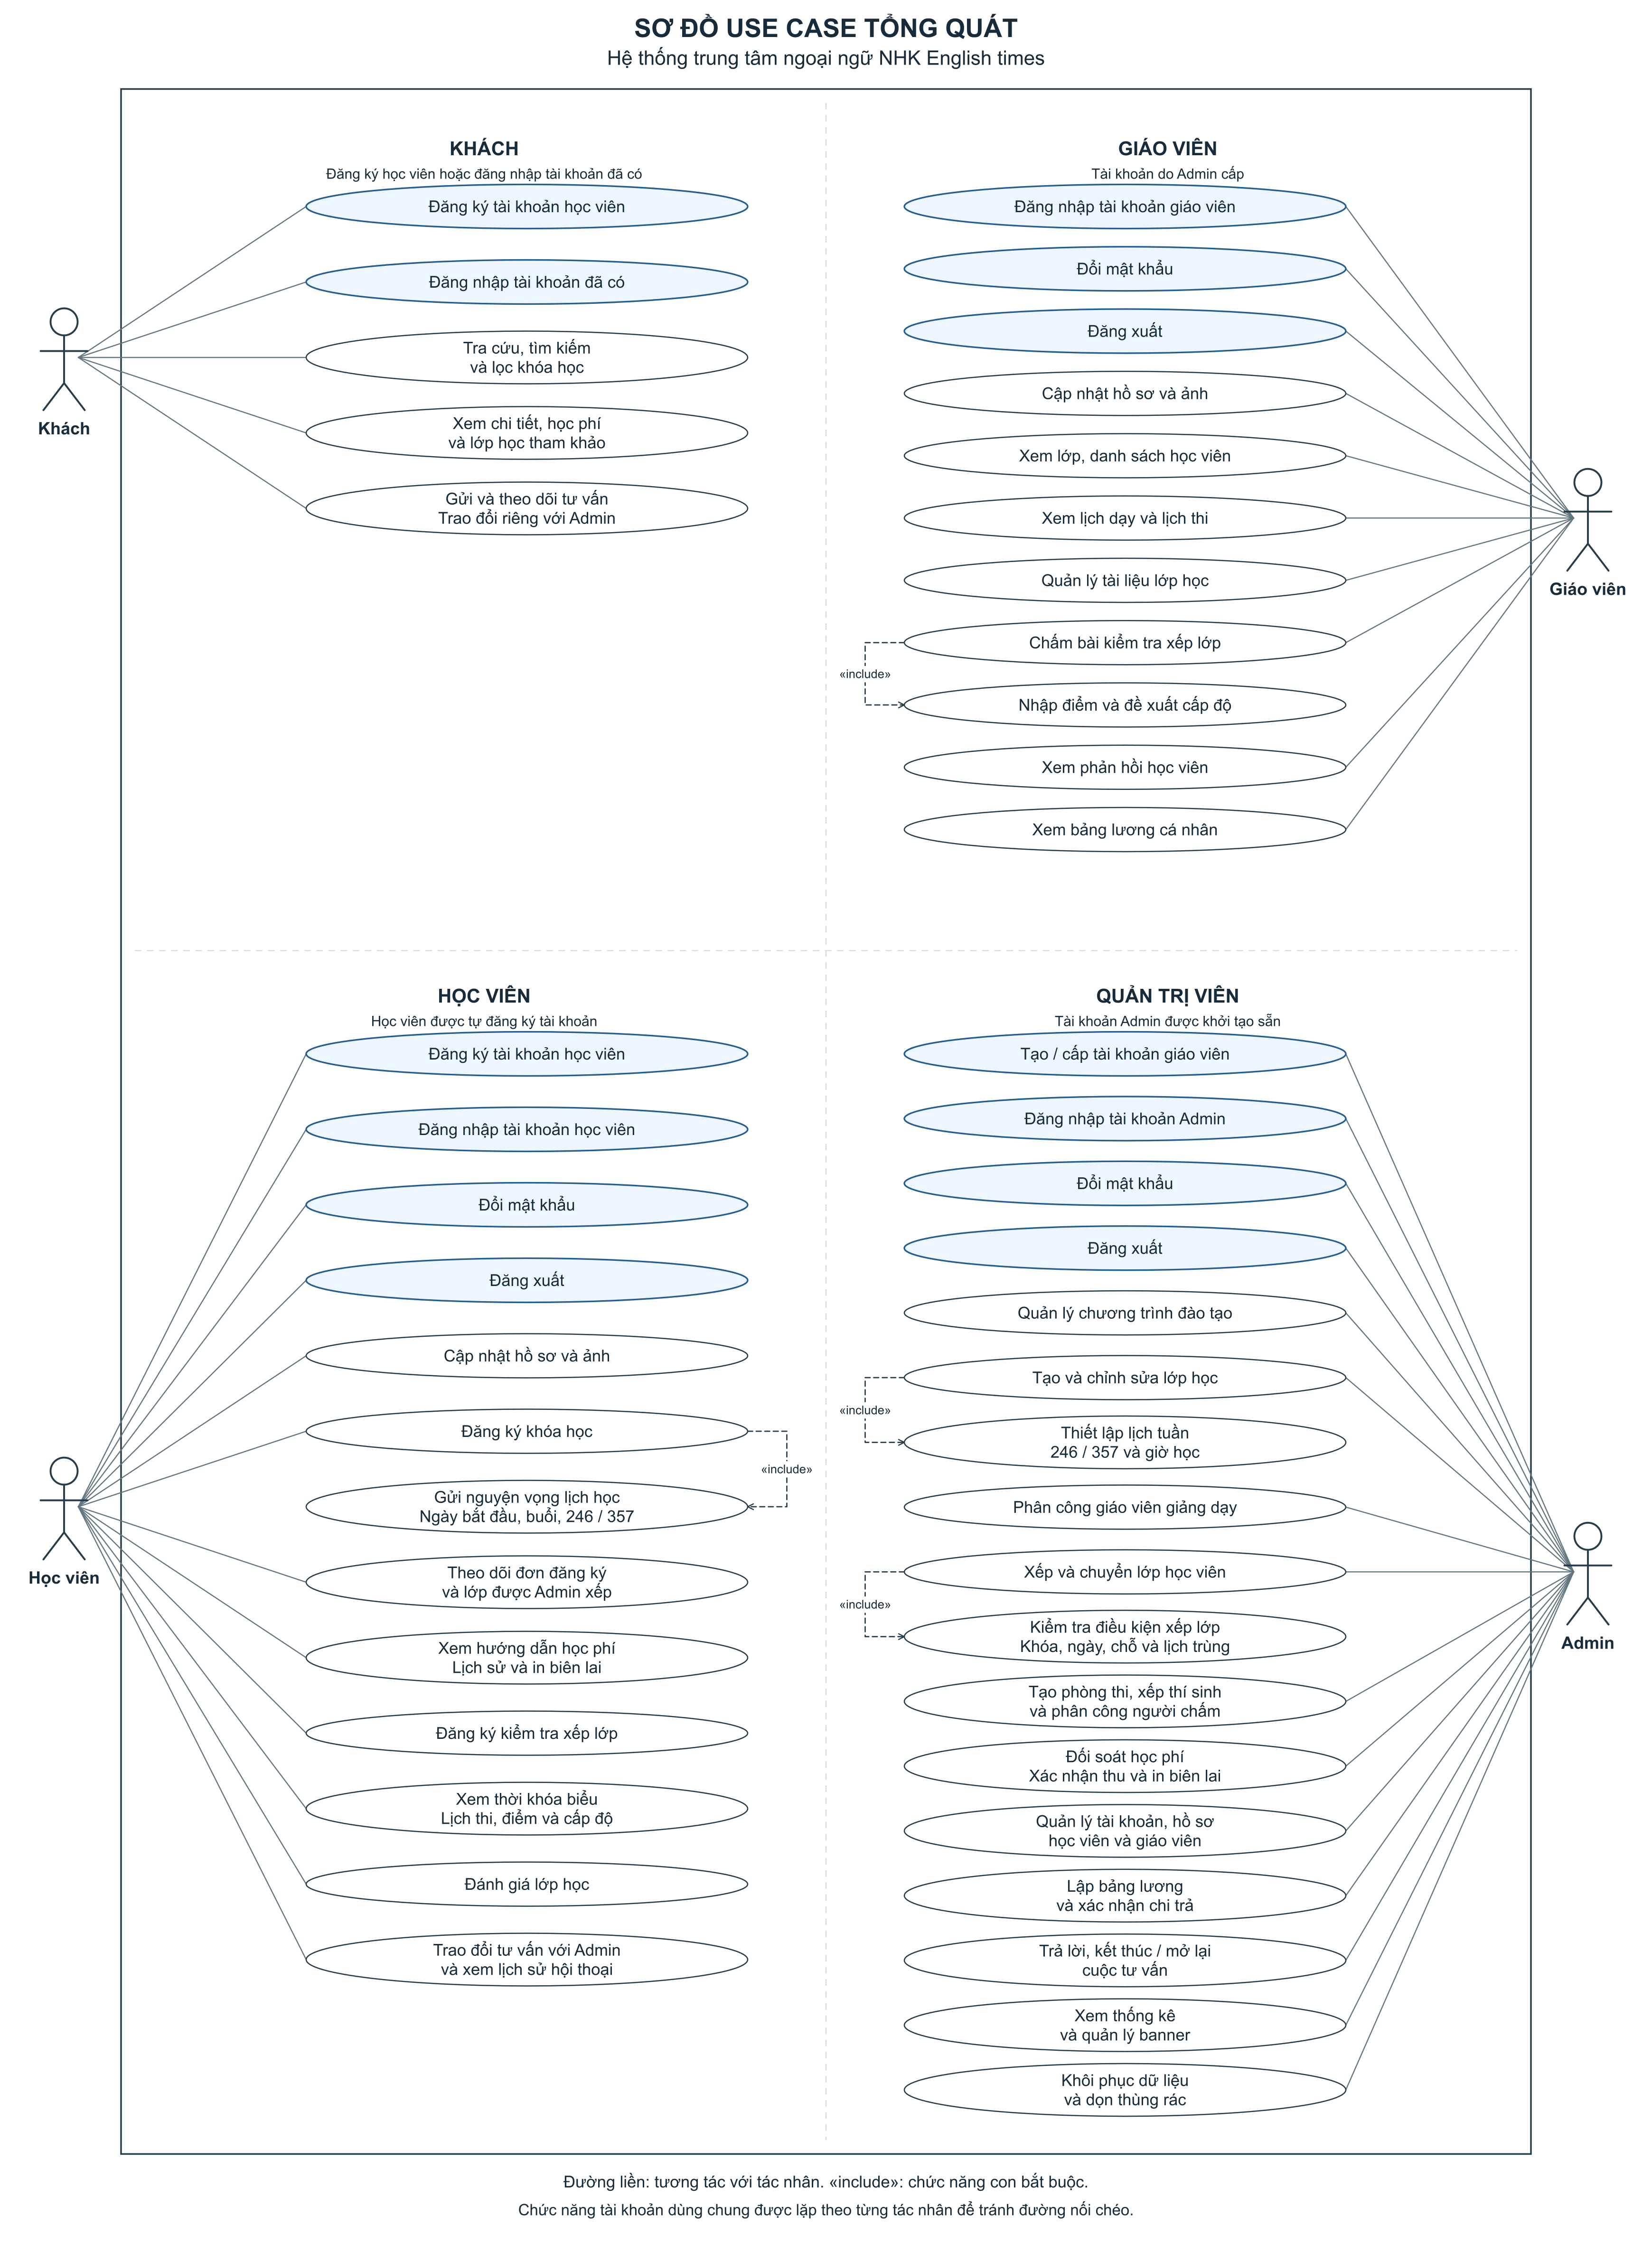 SƠ ĐỒ USE CASE TỔNG QUÁT
Hệ thống trung tâm ngoại ngữ NHK English times
KHÁCH
Đăng ký học viên hoặc đăng nhập tài khoản đã có
Đăng ký tài khoản học viên
Đăng nhập tài khoản đã có
Tra cứu, tìm kiếm
và lọc khóa học
Xem chi tiết, học phí
và lớp học tham khảo
Gửi và theo dõi tư vấn
Trao đổi riêng với Admin
Khách
GIÁO VIÊN
Tài khoản do Admin cấp
Đăng nhập tài khoản giáo viên
Đổi mật khẩu
Đăng xuất
Cập nhật hồ sơ và ảnh
Xem lớp, danh sách học viên
Xem lịch dạy và lịch thi
Quản lý tài liệu lớp học
Chấm bài kiểm tra xếp lớp
«include»
Nhập điểm và đề xuất cấp độ
Xem phản hồi học viên
Xem bảng lương cá nhân
Giáo viên
HỌC VIÊN
Học viên được tự đăng ký tài khoản
Đăng ký tài khoản học viên
Đăng nhập tài khoản học viên
Đổi mật khẩu
Đăng xuất
Cập nhật hồ sơ và ảnh
Đăng ký khóa học
«include»
Gửi nguyện vọng lịch học
Ngày bắt đầu, buổi, 246 / 357
Theo dõi đơn đăng ký
và lớp được Admin xếp
Xem hướng dẫn học phí
Lịch sử và in biên lai
Đăng ký kiểm tra xếp lớp
Xem thời khóa biểu
Lịch thi, điểm và cấp độ
Đánh giá lớp học
Trao đổi tư vấn với Admin
và xem lịch sử hội thoại
Học viên
QUẢN TRỊ VIÊN
Tài khoản Admin được khởi tạo sẵn
Tạo / cấp tài khoản giáo viên
Đăng nhập tài khoản Admin
Đổi mật khẩu
Đăng xuất
Quản lý chương trình đào tạo
Tạo và chỉnh sửa lớp học
«include»
Thiết lập lịch tuần
246 / 357 và giờ học
Phân công giáo viên giảng dạy
Xếp và chuyển lớp học viên
«include»
Kiểm tra điều kiện xếp lớp
Khóa, ngày, chỗ và lịch trùng
Tạo phòng thi, xếp thí sinh
và phân công người chấm
Đối soát học phí
Xác nhận thu và in biên lai
Quản lý tài khoản, hồ sơ
học viên và giáo viên
Lập bảng lương
và xác nhận chi trả
Trả lời, kết thúc / mở lại
cuộc tư vấn
Xem thống kê
và quản lý banner
Khôi phục dữ liệu
và dọn thùng rác
Admin
Đường liền: tương tác với tác nhân. «include»: chức năng con bắt buộc.
Chức năng tài khoản dùng chung được lặp theo từng tác nhân để tránh đường nối chéo.